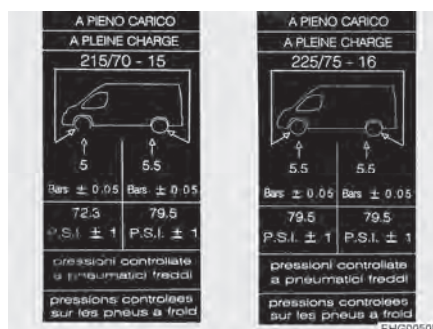 A PIENO CARICO
A PLEINE CHARGE
215/70 - 15
5
5.5
Bars ± 0.05
Bars ± 0.05
72.3
79.5
P.S.I. ± 1
P.S.I. ± 1
pressioni controllate
a pneumatici freddi
pressions controlees
sur les pneus a froid
A PIENO CARICO
A PLEINE CHARGE
225/75 - 16
5.5
5.5
Bars ± 0.05
Bars ± 0.05
79.5
79.5
P.S.I. ± 1
P.S.I. ± 1
pressioni controllate
a pneumatici freddi
pressions controlees
sur les pneus a froid